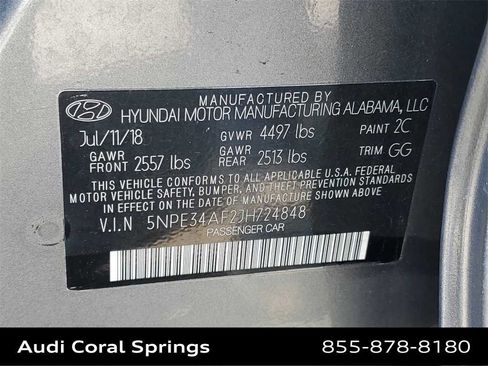 MANUFACTURED BY
HYUNDAI MOTOR MANUFACTURING ALABAMA, LLC
Jul/11/18 GVWR 4497 lbs PAINT 2C
GAWR FRONT 2557 lbs GAWR REAR 2513 lbs TRIM GG
THIS VEHICLE CONFORMS TO ALL APPLICABLE U.S.A. FEDERAL
MOTOR VEHICLE SAFETY, BUMPER, AND THEFT PREVENTION STANDARDS
IN EFFECT ON THE DATE OF MANUFACTURE SHOWN ABOVE.
V.I.N 5NPE34AF2JH724848
PASSENGER CAR
Audi Coral Springs 855-878-8180